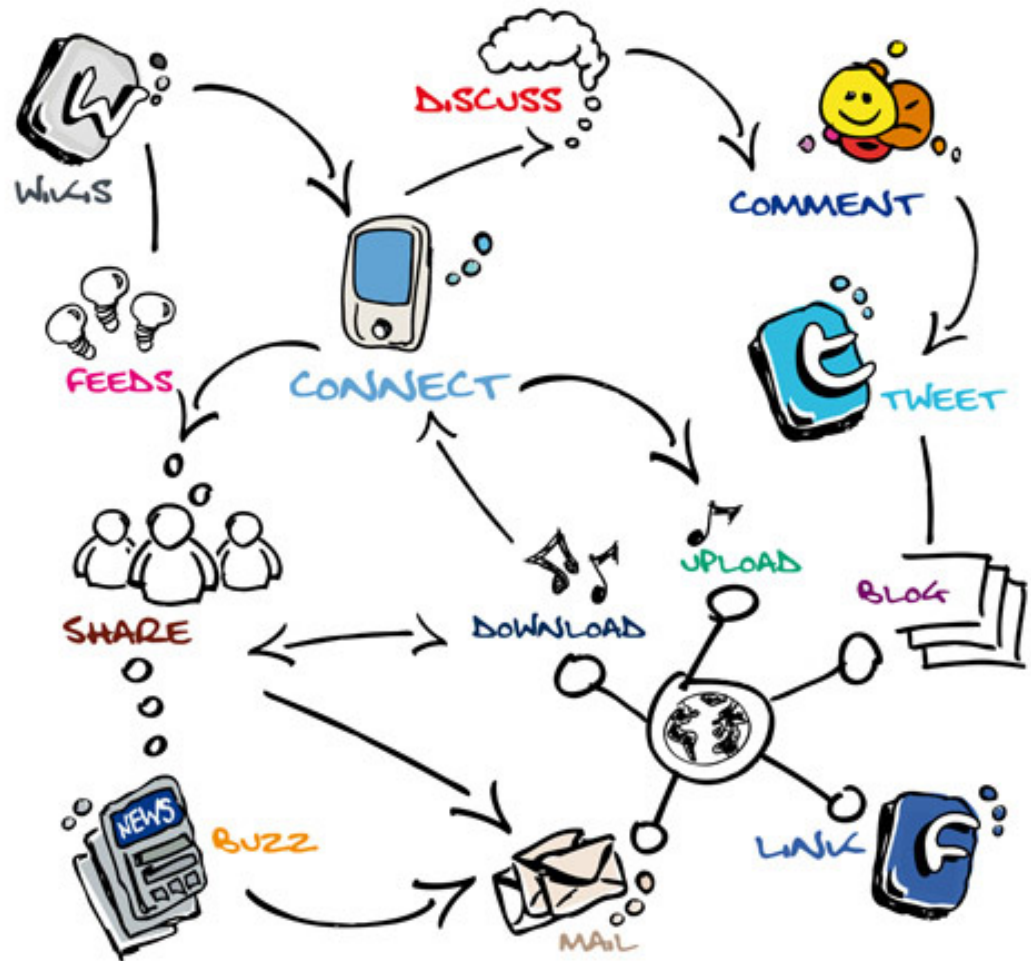 W
DISCUSS
WIKIS
COMMENT
FEEDS
CONNECT
t
TWEET
UPLOAD
BLOG
SHARE
DOWNLOAD
NEWS
BUZZ
LINK
F
MAIL